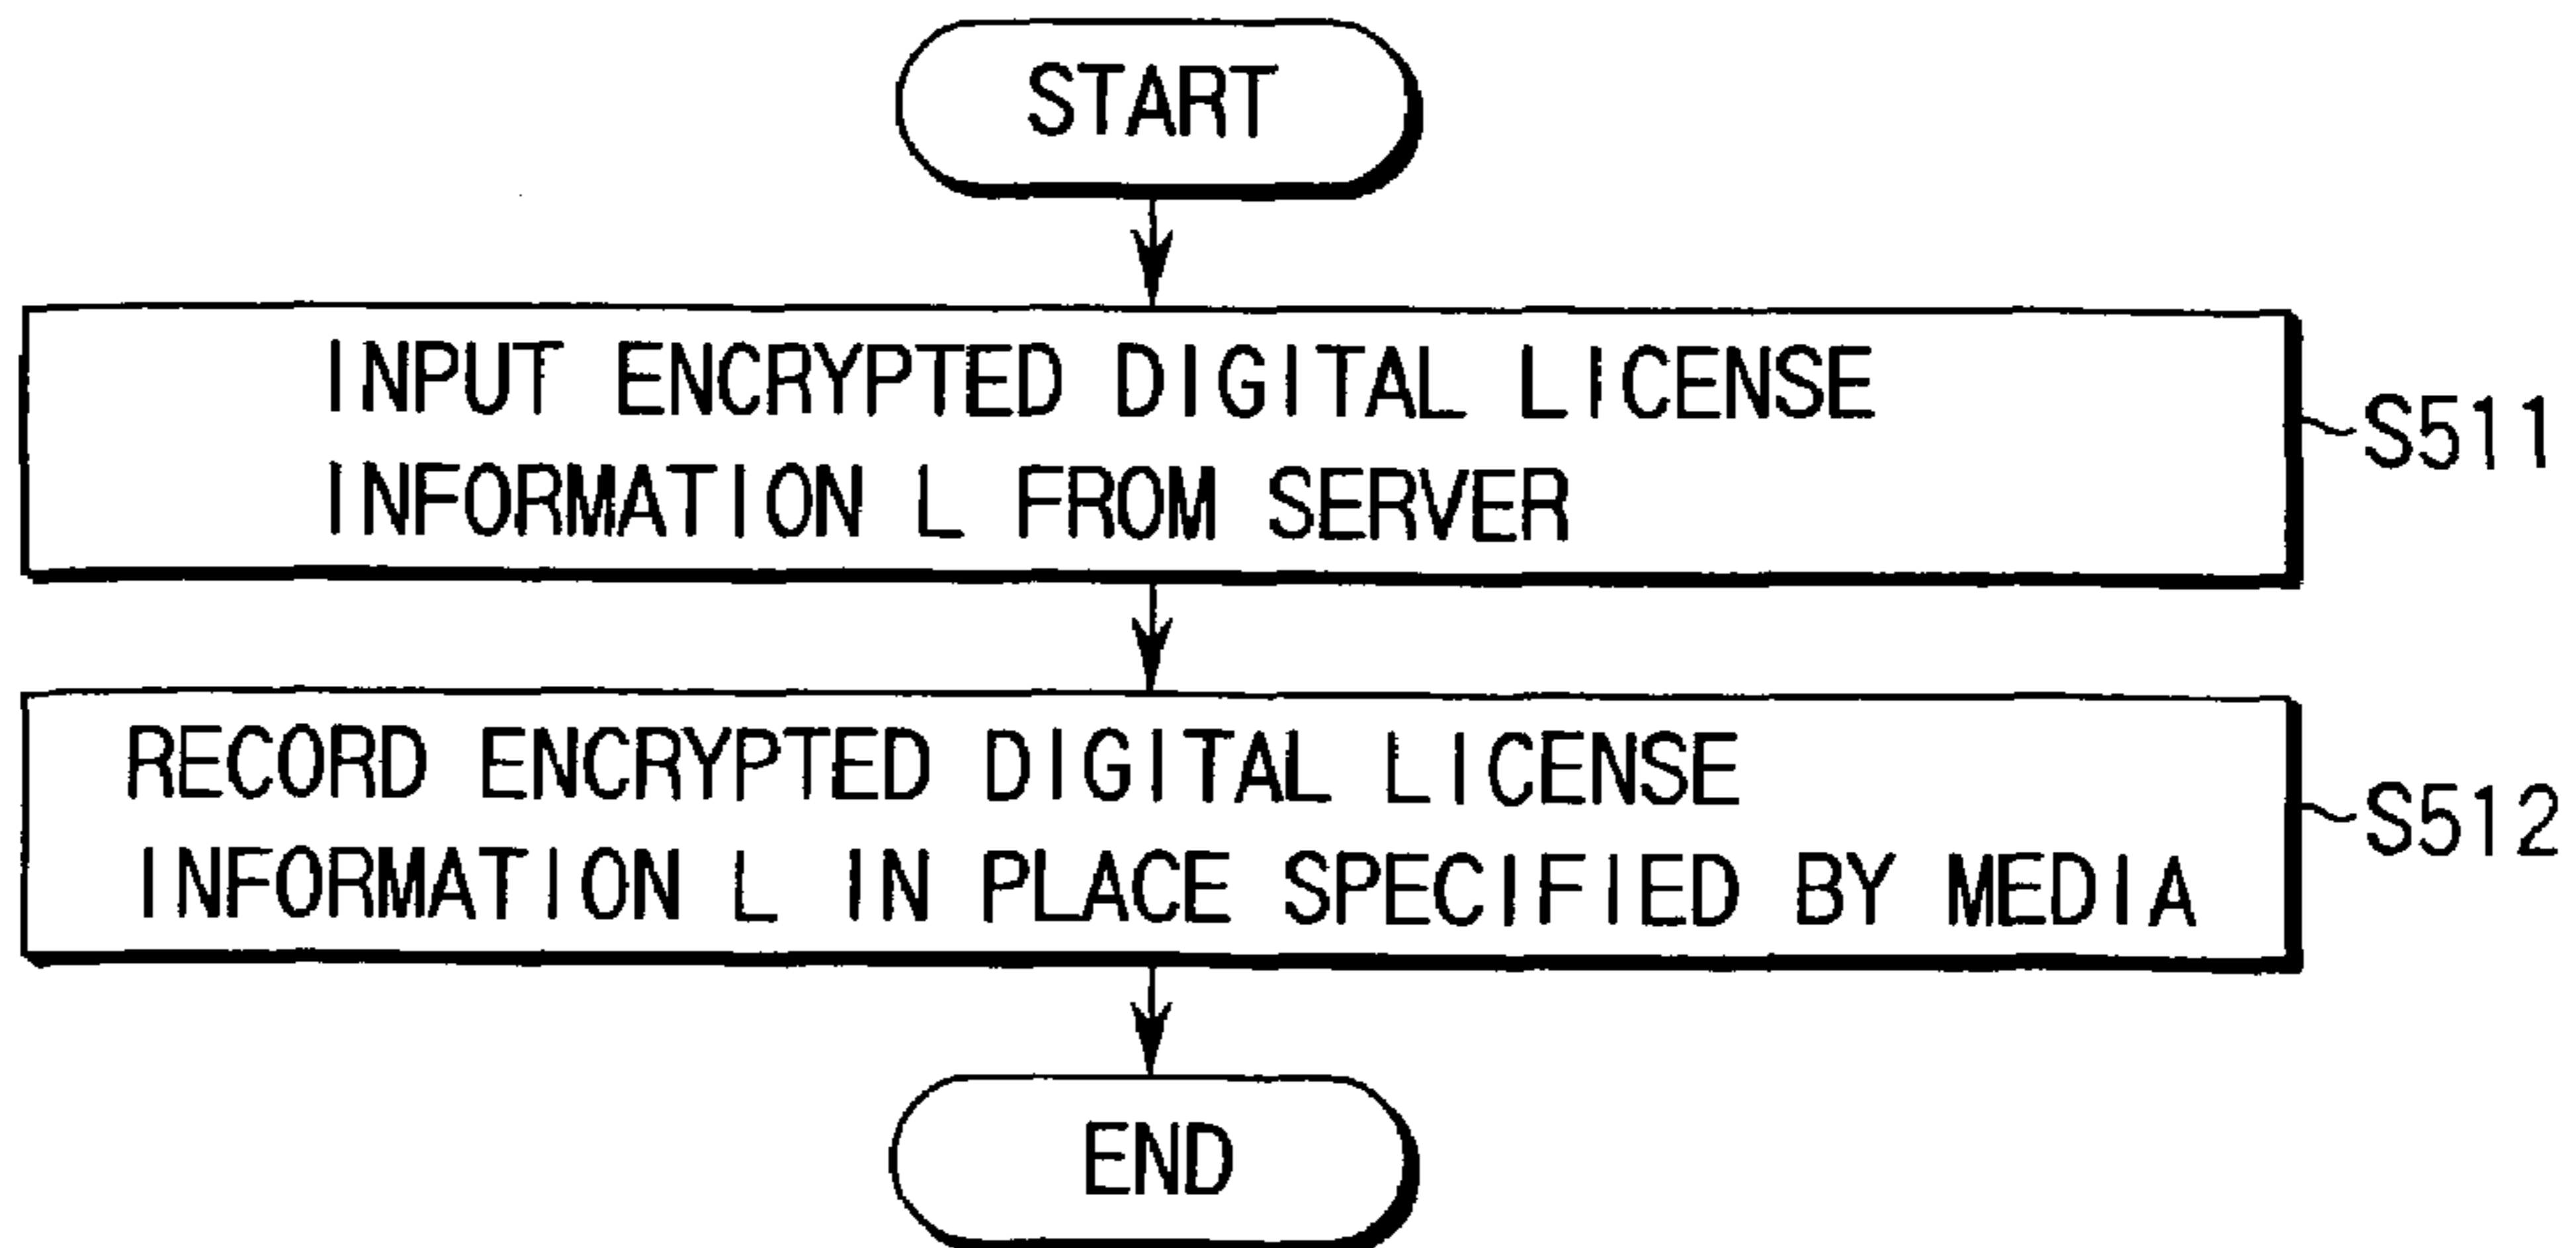 START
INPUT ENCRYPTED DIGITAL LICENSE
INFORMATION L FROM SERVER
S511
RECORD ENCRYPTED DIGITAL LICENSE
INFORMATION L IN PLACE SPECIFIED BY MEDIA
S512
END